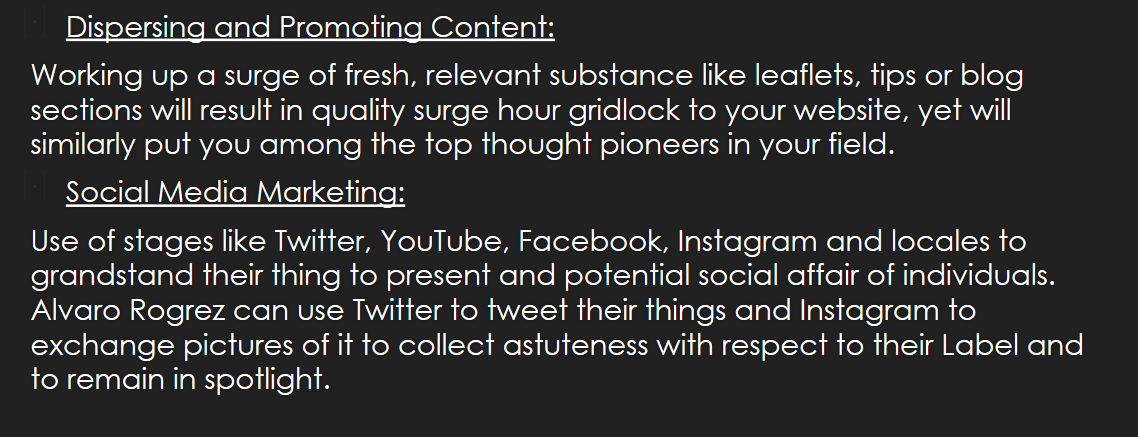 Dispersing and Promoting Content:
Working up a surge of fresh, relevant substance like leaflets, tips or blog
sections will result in quality surge hour gridlock to your website, yet will
similarly put you among the top thought pioneers in your field.
Social Media Marketing:
Use of stages like Twitter, YouTube, Facebook, Instagram and locales to
grandstand their thing to present and potential social affair of individuals.
Alvaro Rogrez can use Twitter to tweet their things and Instagram to
exchange pictures of it to collect astuteness with respect to their Label and
to remain in spotlight.